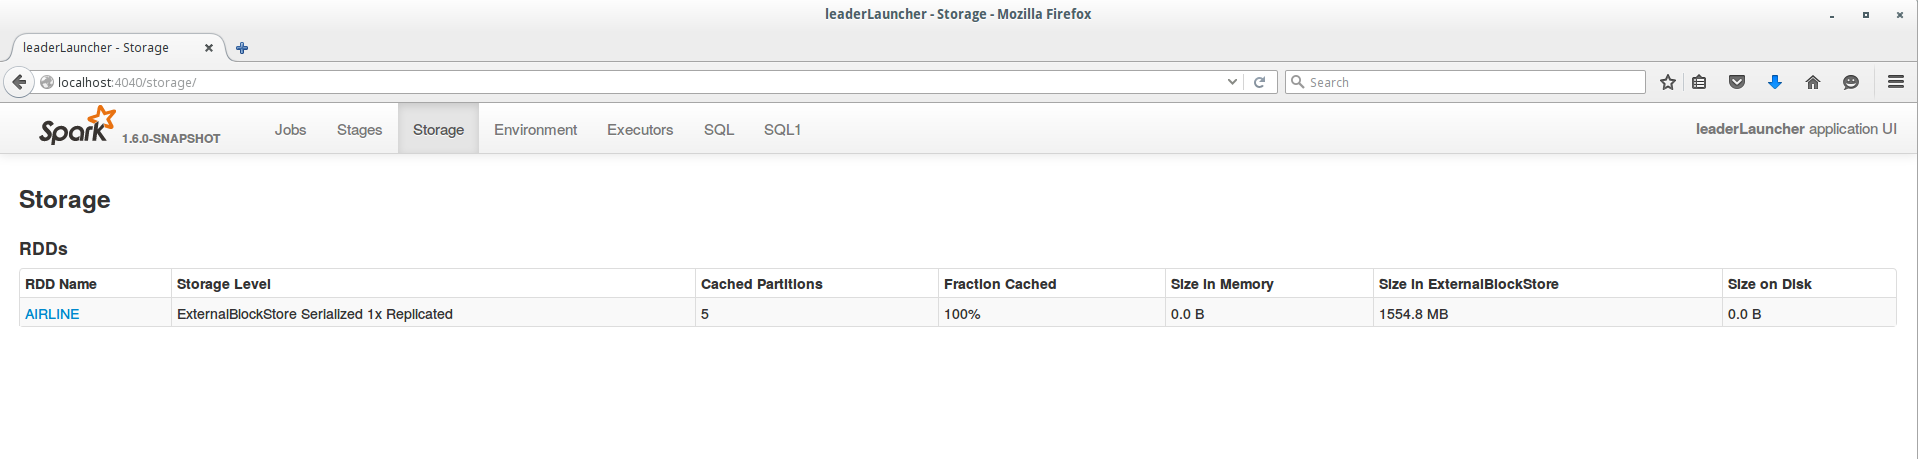 leaderLauncher - Storage - Mozilla Firefox
leaderLauncher - Storage
localhost:4040/storage/ Search
Spark 1.6.0-SNAPSHOT Jobs Stages Storage Environment Executors SQL SQL1 leaderLauncher application UI
Storage
RDDs
RDD Name Storage Level Cached Partitions Fraction Cached Size in Memory Size in ExternalBlockStore Size on Disk
AIRLINE ExternalBlockStore Serialized 1x Replicated 5 100% 0.0 B 1554.8 MB 0.0 B